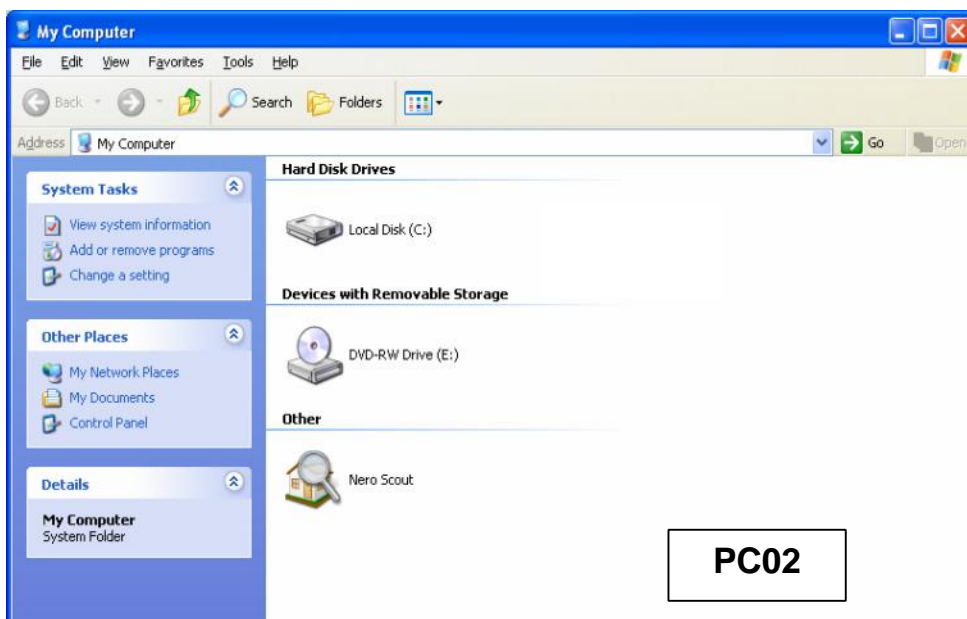 My Computer
File Edit View Favorites Tools Help
Back Search Folders
Address My Computer Go Open
Hard Disk Drives
System Tasks
View system information
Add or remove programs
Change a setting
Local Disk (C:)
Devices with Removable Storage
Other Places
My Network Places
My Documents
Control Panel
DVD-RW Drive (E:)
Other
Details
My Computer
System Folder
Nero Scout
PC02